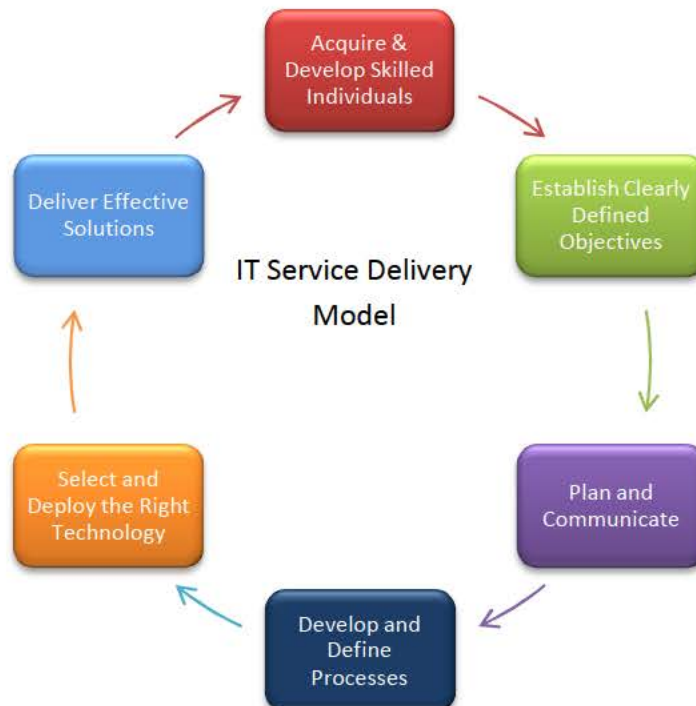 Acquire &
Develop Skilled
Individuals
Establish Clearly
Defined
Objectives
Plan and
Communicate
Develop and
Define
Processes
Select and
Deploy the Right
Technology
Deliver Effective
Solutions
IT Service Delivery
Model